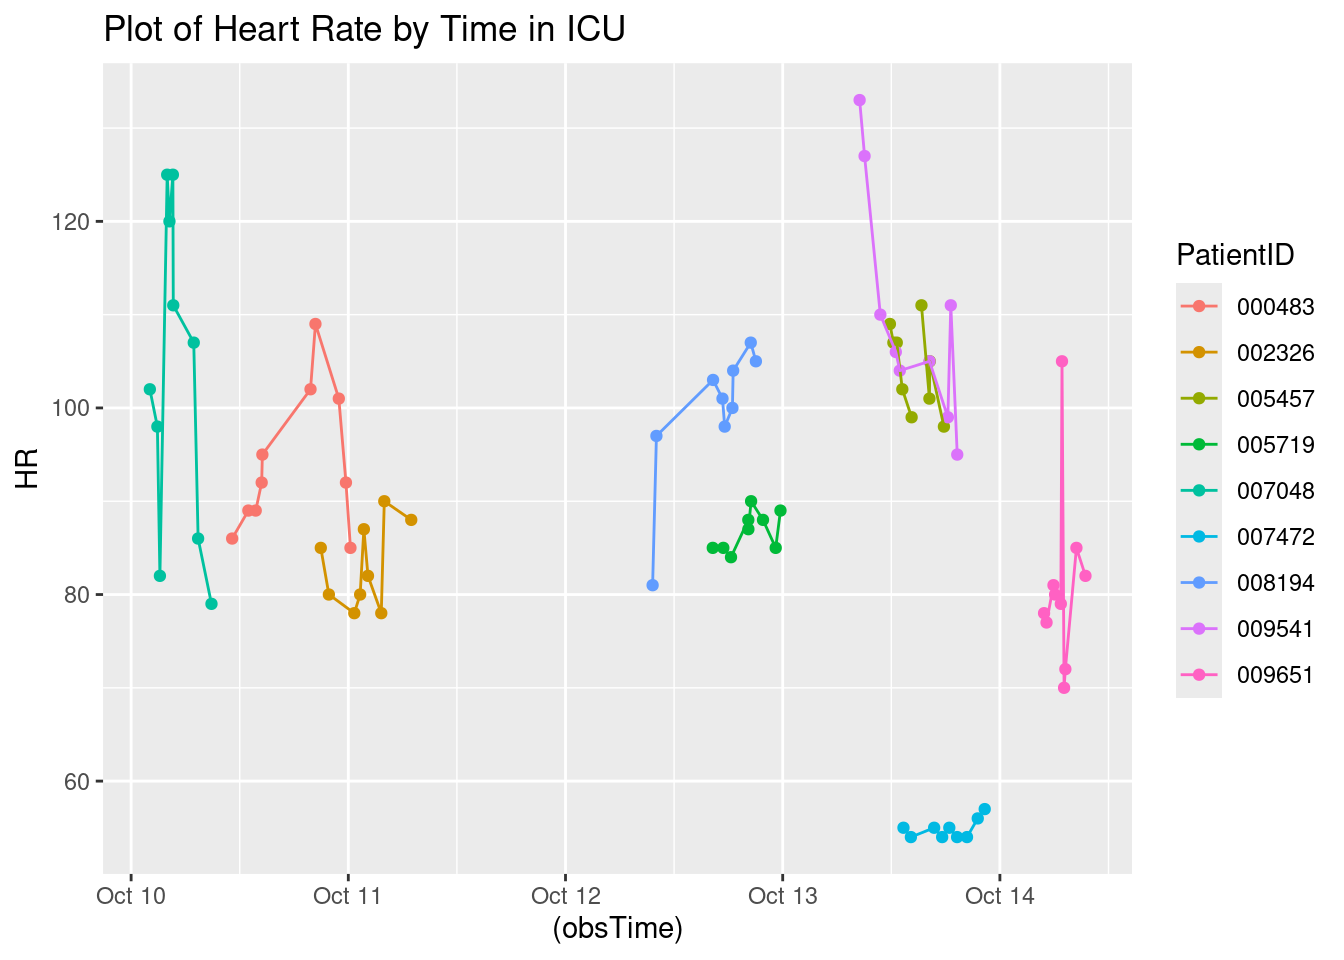 Plot of Heart Rate by Time in ICU
HR
120
100
80
60
Oct 10
Oct 11
Oct 12
Oct 13
Oct 14
(obsTime)
PatientID
000483
002326
005457
005719
007048
007472
008194
009541
009651